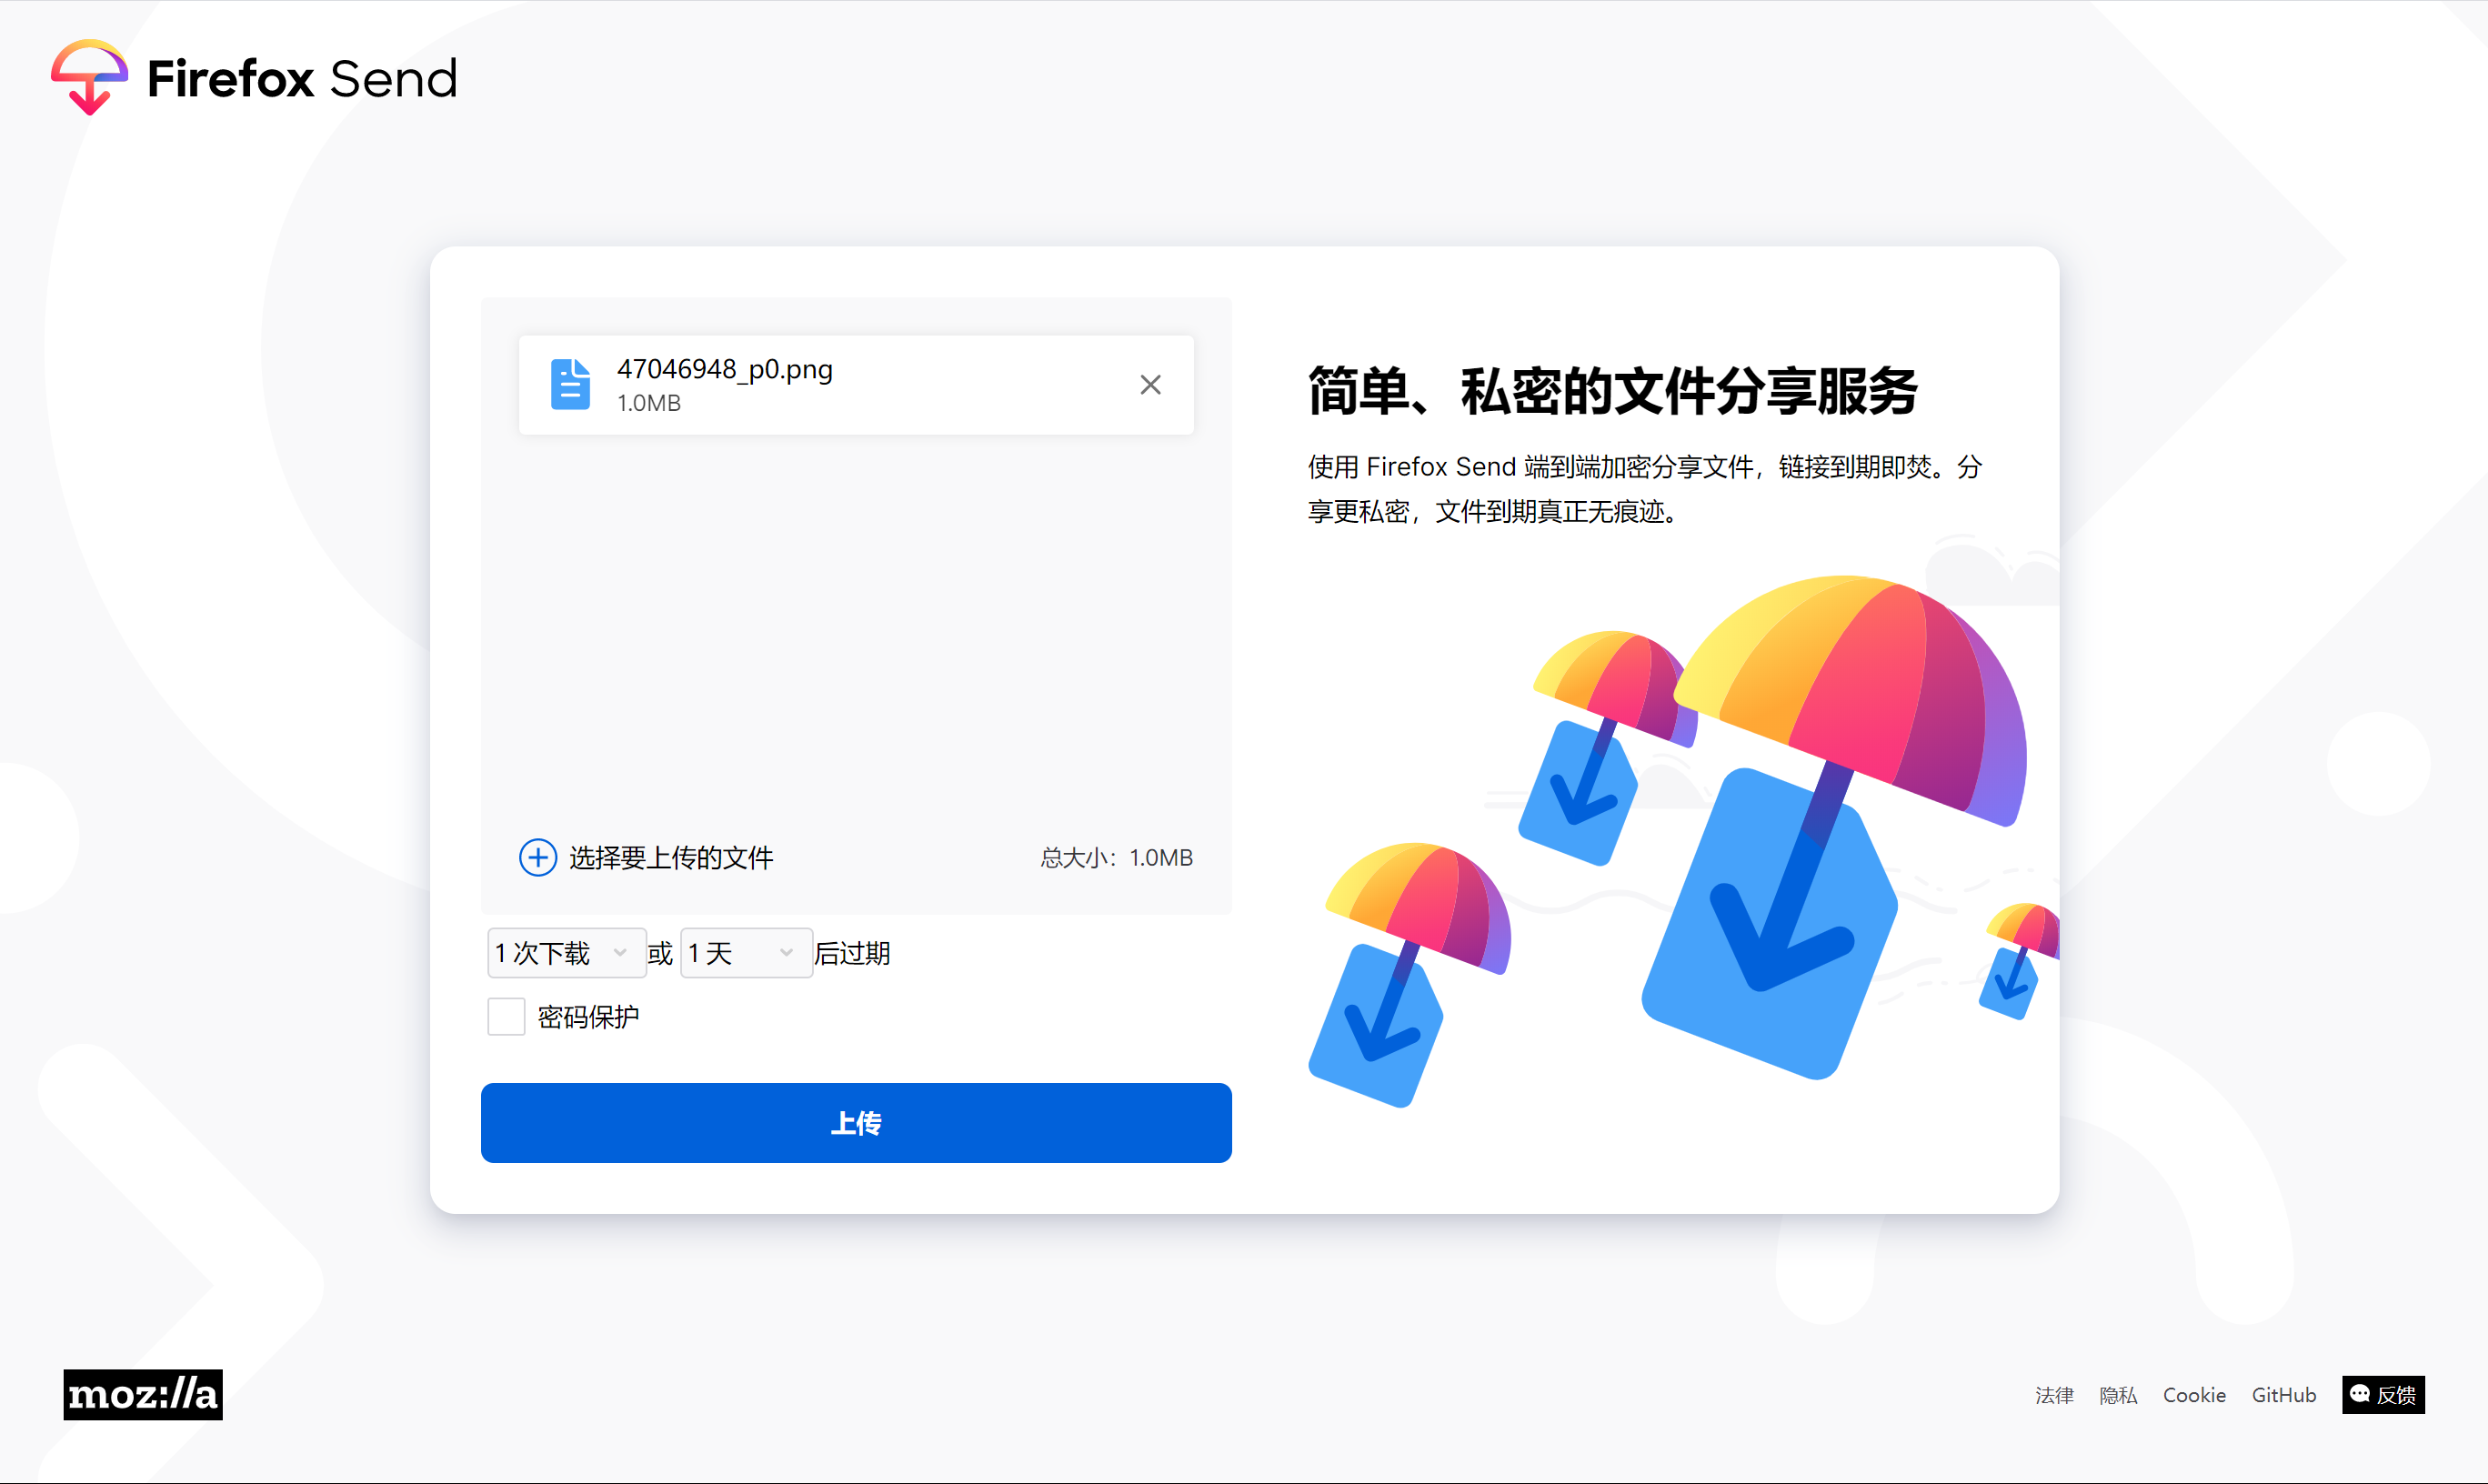 Firefox Send
47046948_p0.png
1.0MB
选择要上传的文件
总大小：1.0MB
1 次下载 或 1 天 后过期
密码保护
上传
简单、私密的文件分享服务
使用 Firefox Send 端到端加密分享文件，链接到期即焚。分
享更私密，文件到期真正无痕迹。
moz://a
法律 隐私 Cookie GitHub 反馈